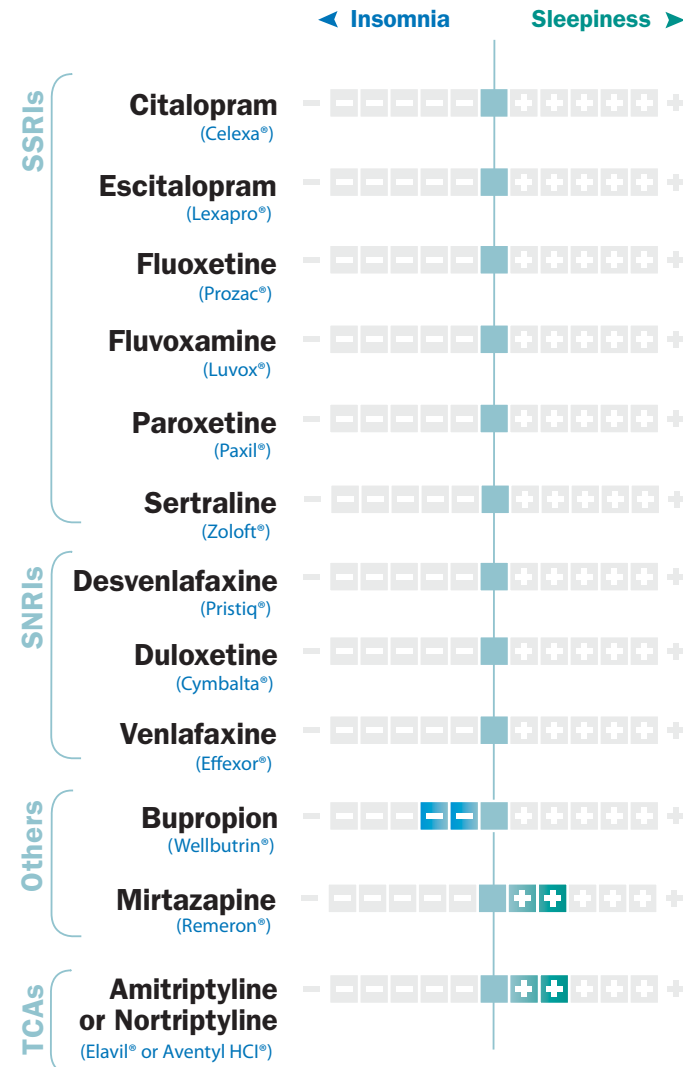 Insomnia Sleepiness
SSRIs
Citalopram
(Celexa®)
Escitalopram
(Lexapro®)
Fluoxetine
(Prozac®)
Fluvoxamine
(Luvox®)
Paroxetine
(Paxil®)
Sertraline
(Zoloft®)
SNRIs
Desvenlafaxine
(Pristiq®)
Duloxetine
(Cymbalta®)
Venlafaxine
(Effexor®)
Others
Bupropion
(Wellbutrin®)
Mirtazapine
(Remeron®)
TCAs
Amitriptyline
or Nortriptyline
(Elavil® or Aventyl HCl®)